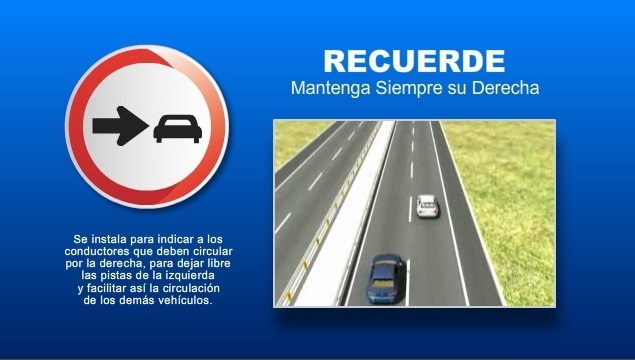 RECUERDE
Mantenga Siempre su Derecha
Se instala para indicar a los
conductores que deben circular
por la derecha, para dejar libre
las pistas de la izquierda
y facilitar así la circulación
de los demás vehículos.